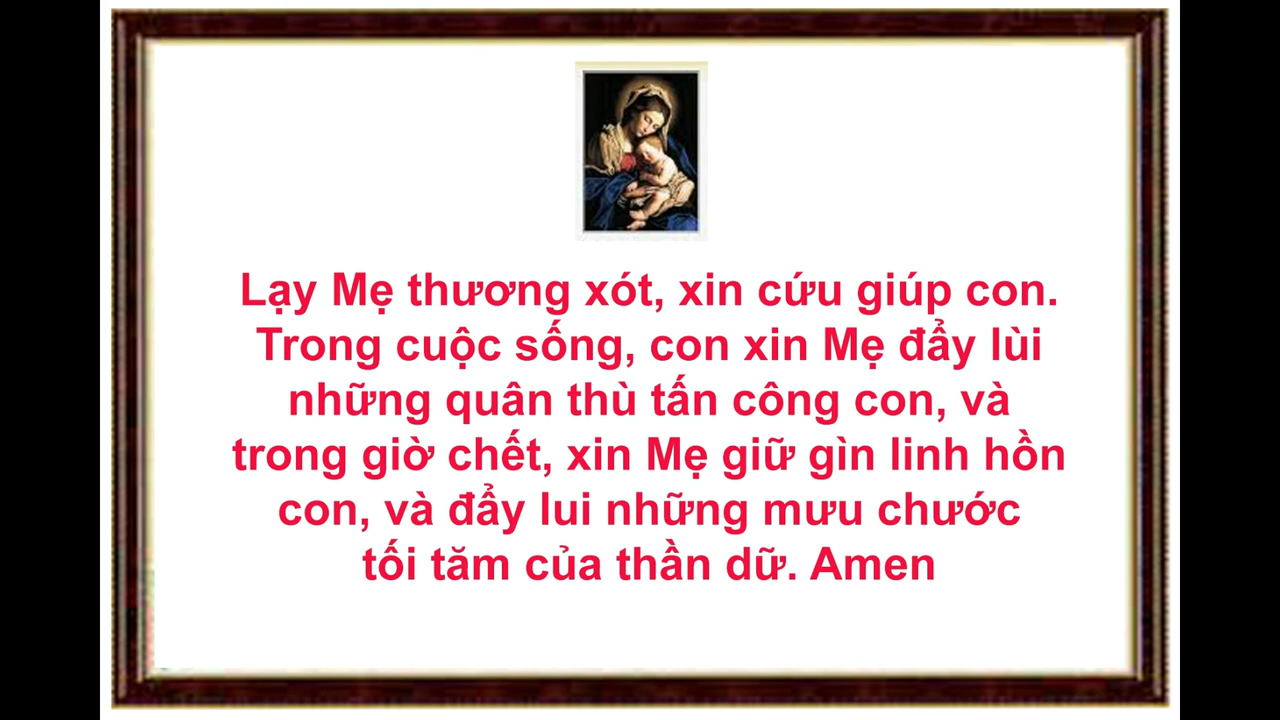 Lạy Mẹ thương xót, xin cứu giúp con.
Trong cuộc sống, con xin Mẹ đẩy lùi
những quân thù tấn công con, và
trong giờ chết, xin Mẹ giữ gìn linh hồn
con, và đẩy lui những mưu chước
tối tăm của thần dữ. Amen